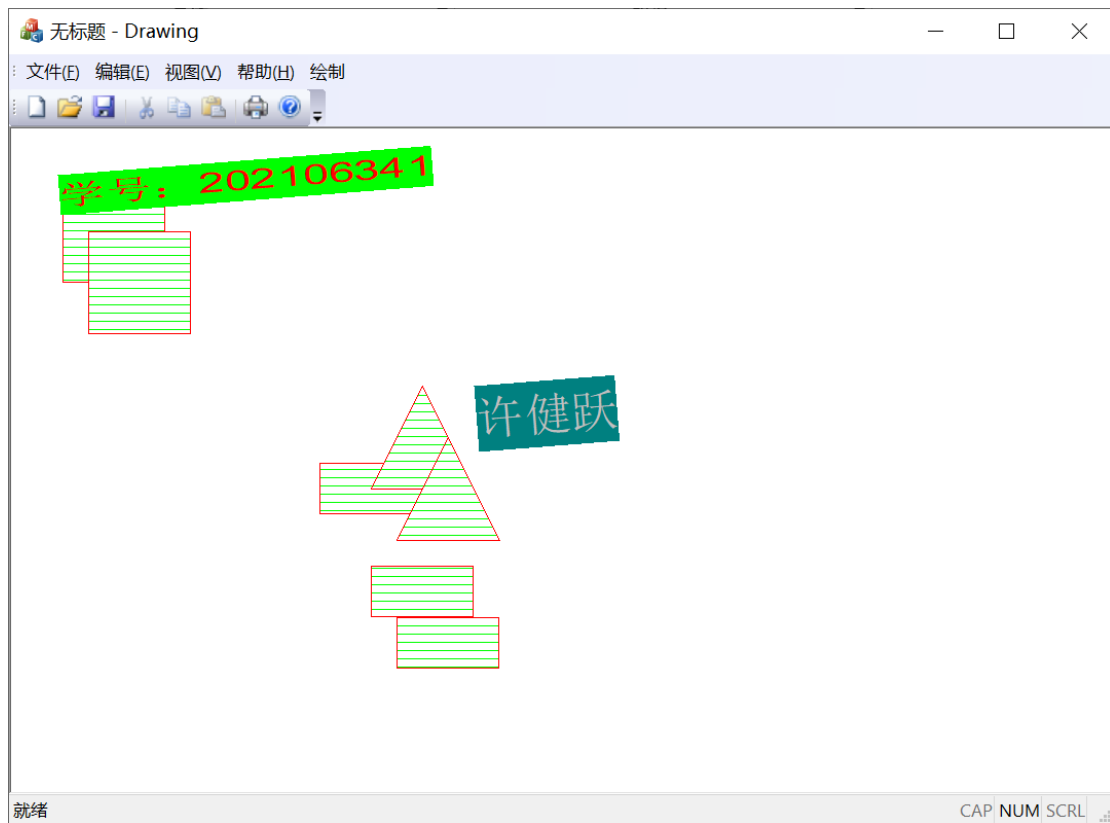 无标题 - Drawing
文件(F) 编辑(E) 视图(V) 帮助(H) 绘制
学号：202106341
许健跃
就绪 CAP NUM SCRL